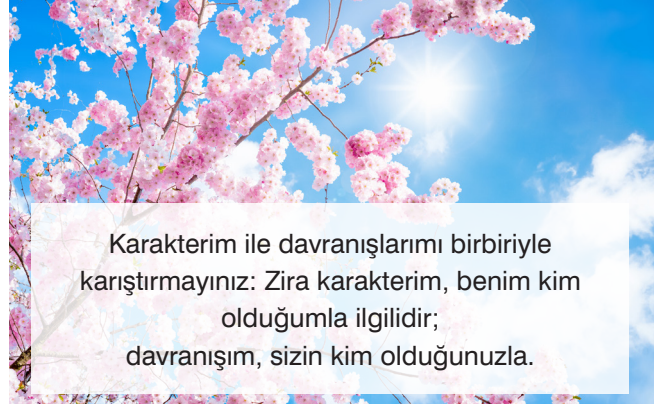 Karakterim ile davranışlarımı birbiriyle
karıştırmayınız: Zira karakterim, benim kim
olduğumla ilgilidir;
davranışım, sizin kim olduğunuzla.